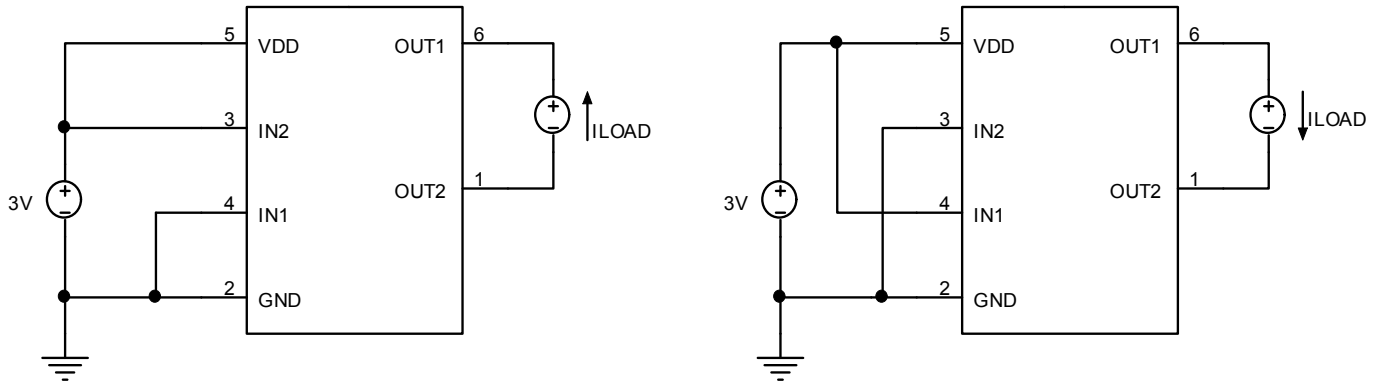 5 VDD OUT1 6
3 IN2 ILOAD
OUT2 1
3V 4 IN1
2 GND
5 VDD OUT1 6
3 IN2 ILOAD
OUT2 1
3V 4 IN1
2 GND